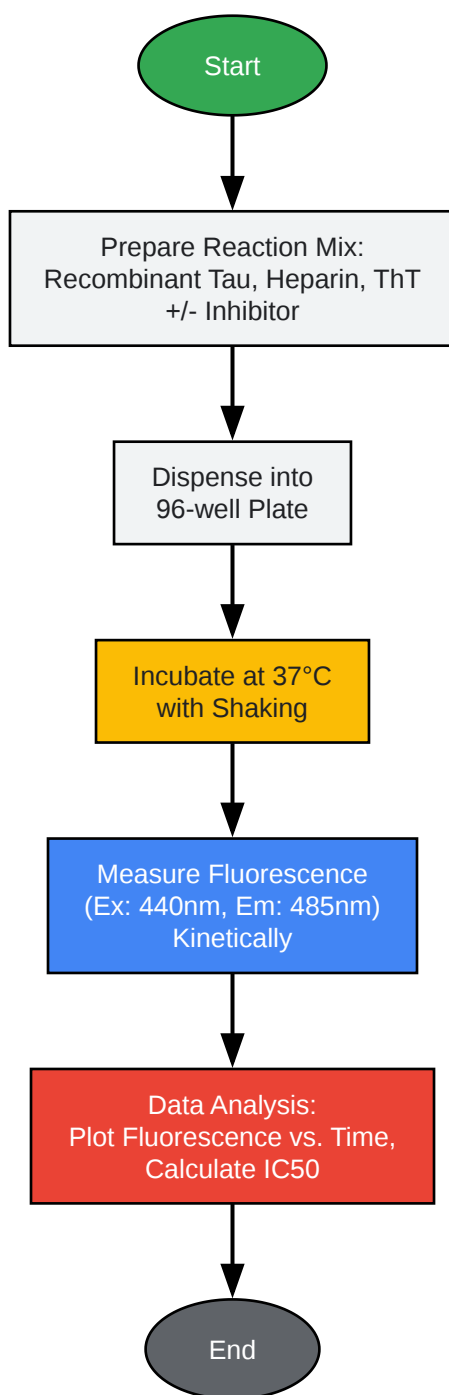 Start
Prepare Reaction Mix:
Recombinant Tau, Heparin, ThT
+/- Inhibitor
Dispense into
96-well Plate
Incubate at 37°C
with Shaking
Measure Fluorescence
(Ex: 440nm, Em: 485nm)
Kinetically
Data Analysis:
Plot Fluorescence vs. Time,
Calculate IC50
End